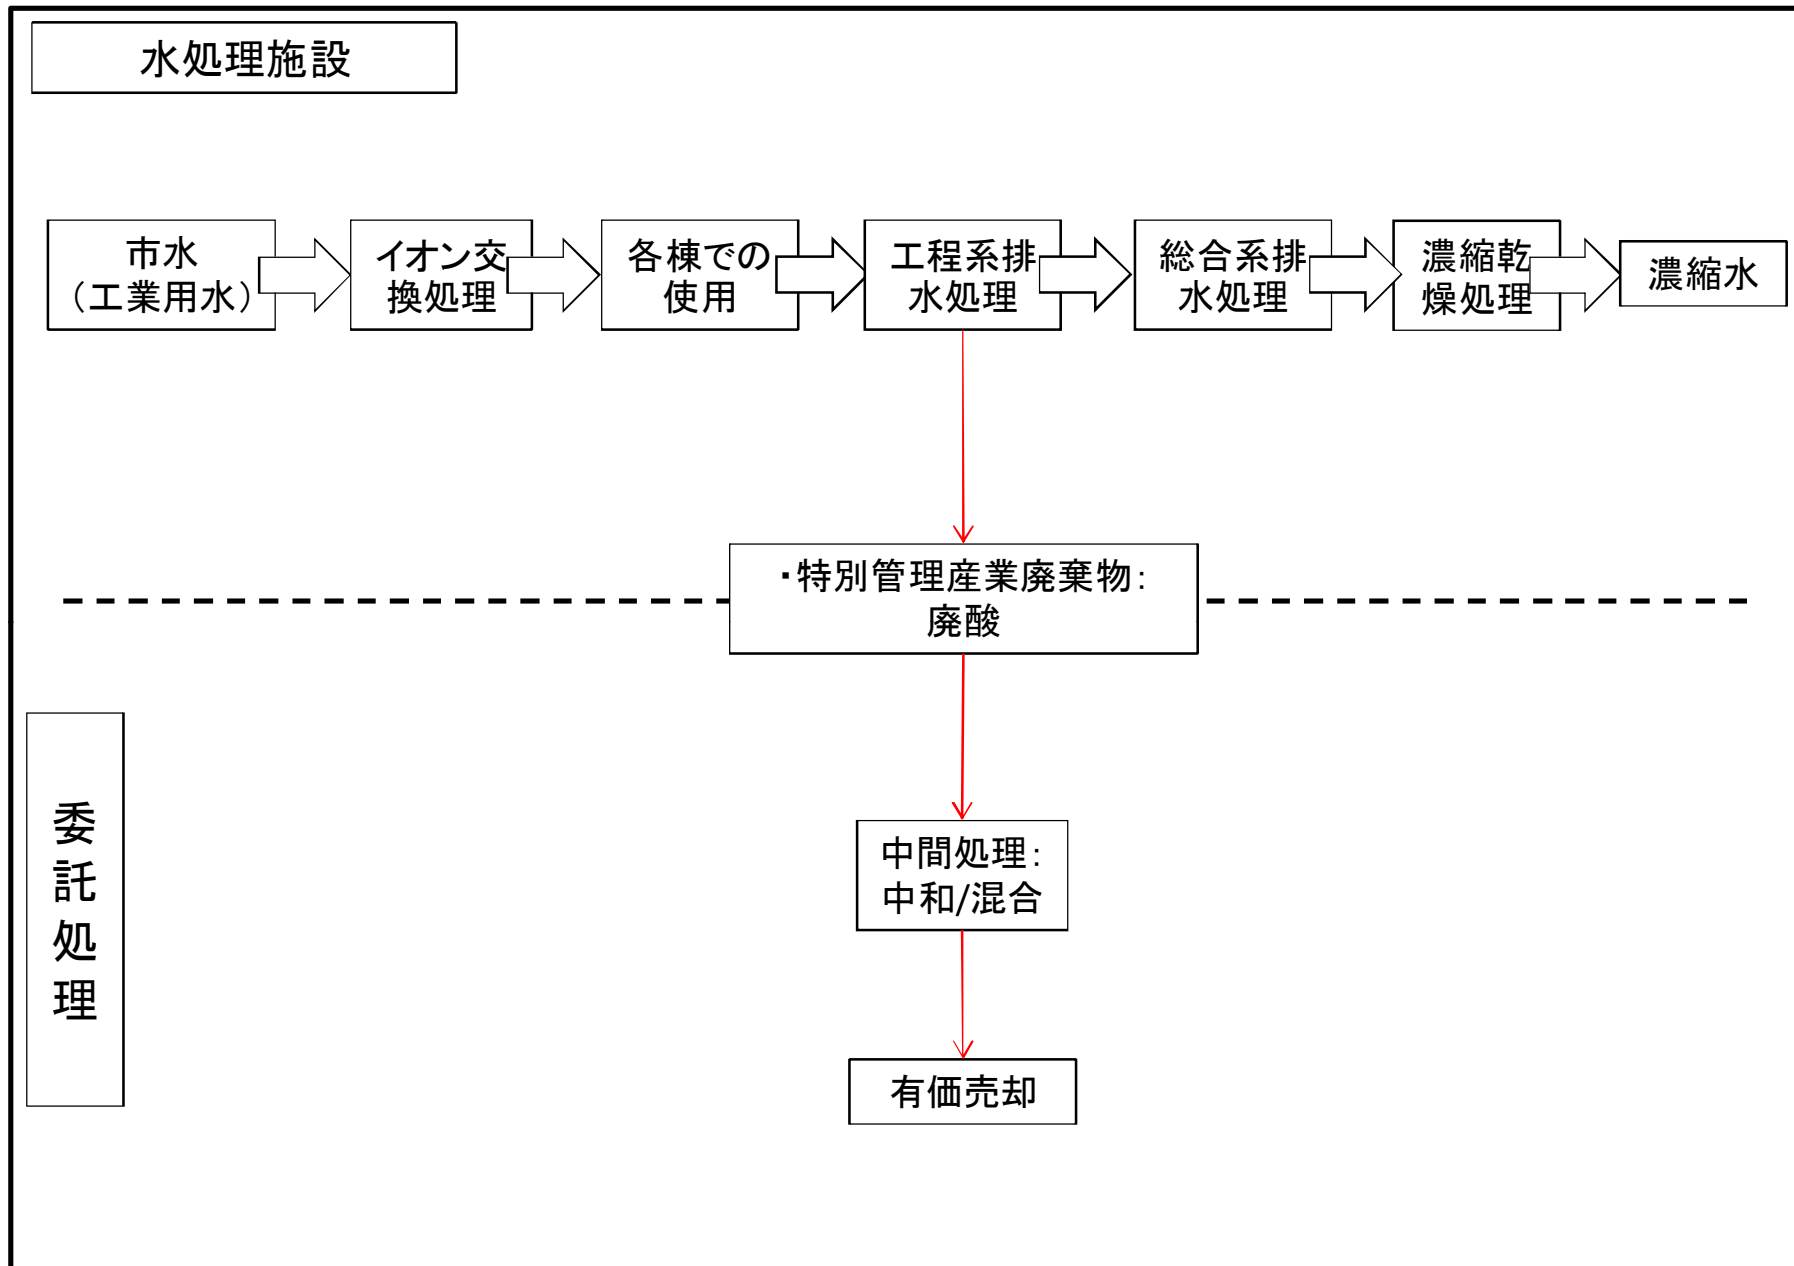 水処理施設
市水
（工業用水）
イオン交
換処理
各棟での
使用
工程系排
水処理
総合系排
水処理
濃縮乾
燥処理
濃縮水
・特別管理産業廃棄物：
廃酸
委
託
処
理
中間処理：
中和/混合
有価売却